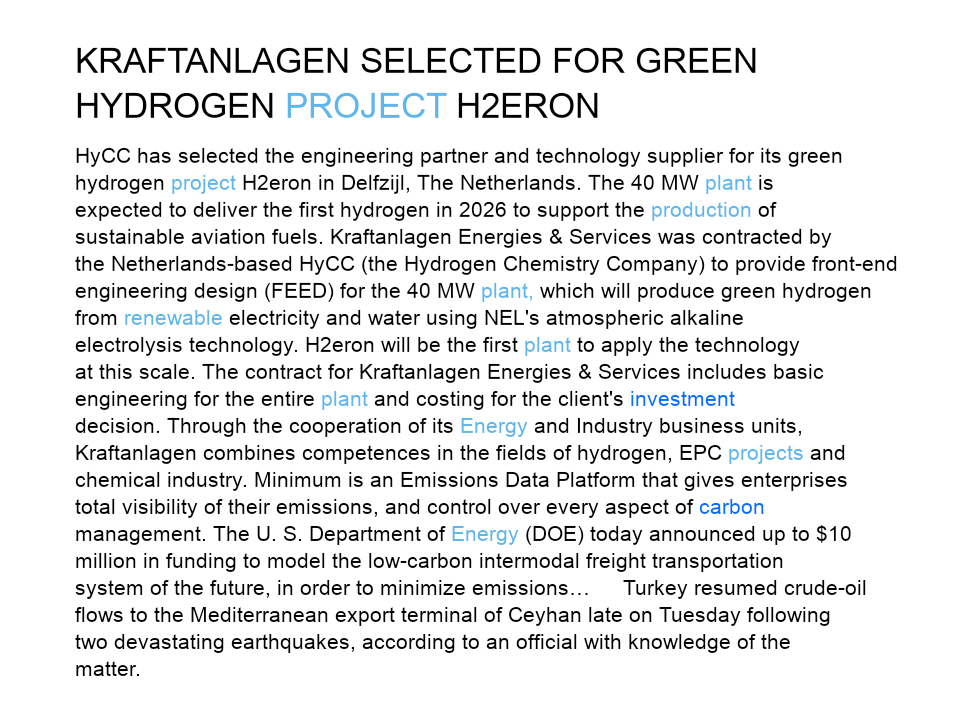 KRAFTANLAGEN SELECTED FOR GREEN
HYDROGEN PROJECT H2ERON
HyCC has selected the engineering partner and technology supplier for its green
hydrogen project H2eron in Delfzijl, The Netherlands. The 40 MW plant is
expected to deliver the first hydrogen in 2026 to support the production of
sustainable aviation fuels. Kraftanlagen Energies & Services was contracted by
the Netherlands-based HyCC (the Hydrogen Chemistry Company) to provide front-end
engineering design (FEED) for the 40 MW plant, which will produce green hydrogen
from renewable electricity and water using NEL's atmospheric alkaline
electrolysis technology. H2eron will be the first plant to apply the technology
at this scale. The contract for Kraftanlagen Energies & Services includes basic
engineering for the entire plant and costing for the client's investment
decision. Through the cooperation of its Energy and Industry business units,
Kraftanlagen combines competences in the fields of hydrogen, EPC projects and
chemical industry. Minimum is an Emissions Data Platform that gives enterprises
total visibility of their emissions, and control over every aspect of carbon
management. The U. S. Department of Energy (DOE) today announced up to $10
million in funding to model the low-carbon intermodal freight transportation
system of the future, in order to minimize emissions… Turkey resumed crude-oil
flows to the Mediterranean export terminal of Ceyhan late on Tuesday following
two devastating earthquakes, according to an official with knowledge of the
matter.